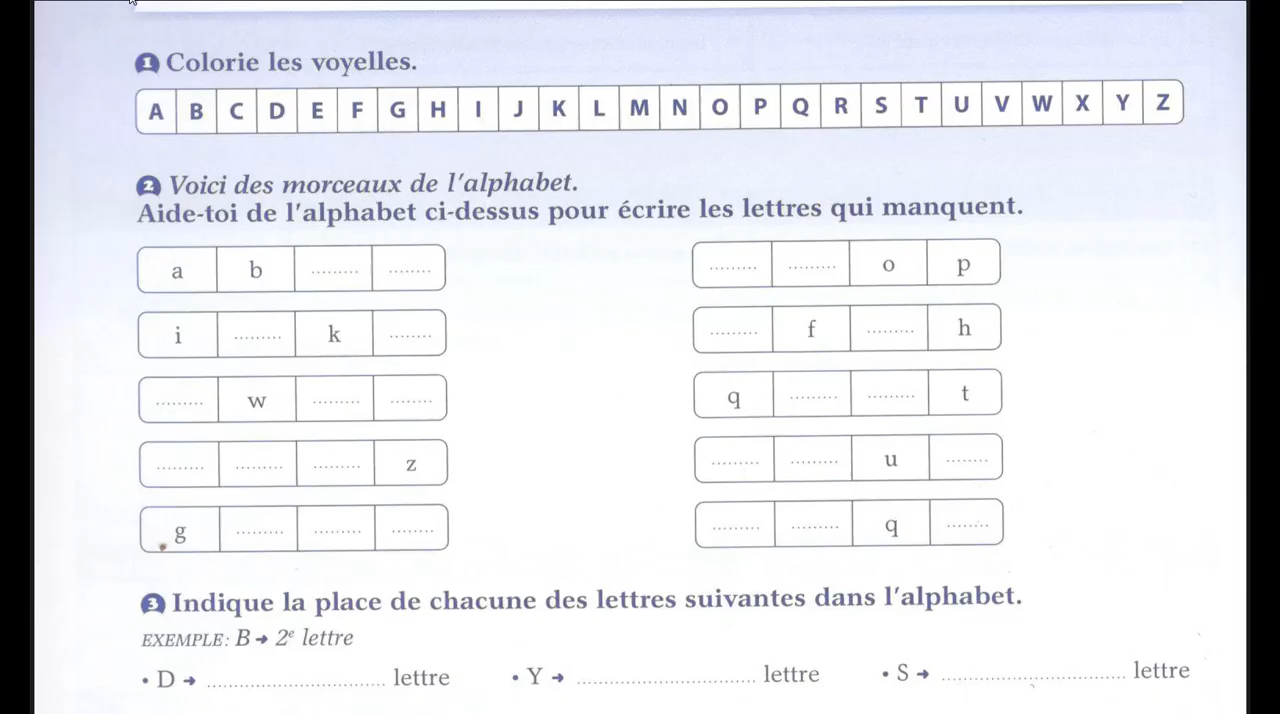 1 Colorie les voyelles.
A B C D E F G H I J K L M N O P Q R S T U V W X Y Z
2 Voici des morceaux de l'alphabet.
Aide-toi de l'alphabet ci-dessus pour écrire les lettres qui manquent.
a b ......... ........
i ......... k ........
......... w ......... ........
......... ......... ......... z
g ......... ......... ........
......... ......... o p
......... f ......... h
q ......... ......... t
......... ......... u ........
......... ......... q ........
3 Indique la place de chacune des lettres suivantes dans l'alphabet.
EXEMPLE: B → 2e lettre
• D → .................................. lettre
• Y → .................................. lettre
• S → .................................. lettre